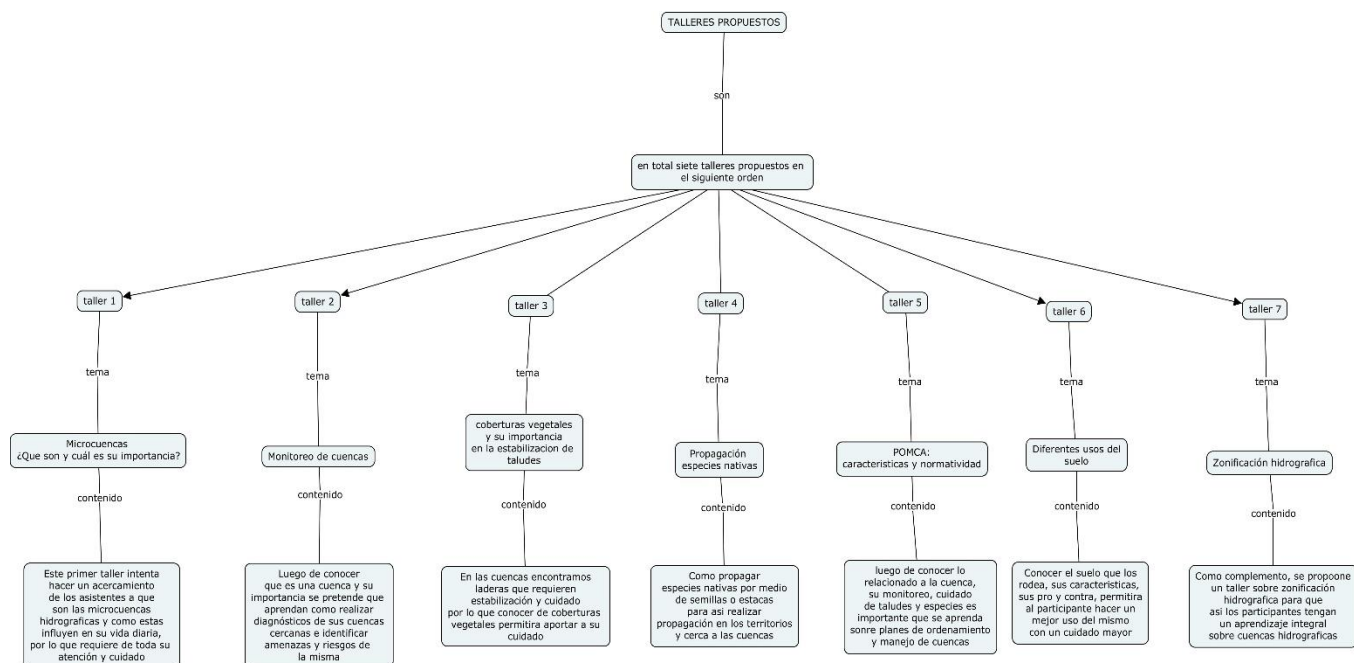 TALLERES PROPUESTOS
son
en total siete talleres propuestos en
el siguiente orden
taller 1
tema
Microcuencas
¿Que son y cuál es su importancia?
contenido
Este primer taller intenta
hacer un acercamiento
de los asistentes a que
son las microcuencas
hidrograficas y como estas
influyen en su vida diaria,
por lo que requiere de toda su
atención y cuidado
taller 2
tema
Monitoreo de cuencas
contenido
Luego de conocer
que es una cuenca y su
importancia se pretende que
aprendan como realizar
diagnósticos de sus cuencas
cercanas e identificar
amenazas y riesgos de
la misma
taller 3
tema
coberturas vegetales
y su importancia
en la estabilizacion de
taludes
contenido
En las cuencas encontramos
laderas que requieren
estabilización y cuidado
por lo que conocer de coberturas
vegetales permitira aportar a su
cuidado
taller 4
tema
Propagación
especies nativas
contenido
Como propagar
especies nativas por medio
de semillas o estacas
para asi realizar
propagación en los territorios
y cerca a las cuencas
taller 5
tema
POMCA:
caracteristicas y normatividad
contenido
luego de conocer lo
relacionado a la cuenca,
su monitoreo, cuidado
de taludes y especies es
importante que se aprenda
sonre planes de ordenamiento
y manejo de cuencas
taller 6
tema
Diferentes usos del
suelo
contenido
Conocer el suelo que los
rodea, sus caracteristicas,
sus pro y contra, permitira
al participante hacer un
mejor uso del mismo
con un cuidado mayor
taller 7
tema
Zonificación hidrografica
contenido
Como complemento, se propoone
un taller sobre zonificación
hidrografica para que
asi los participantes tengan
un aprendizaje integral
sobre cuencas hidrograficas